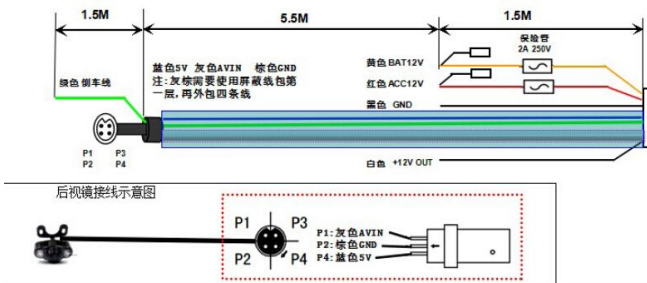 1.5M
5.5M
1.5M
保险管
2A 250V
蓝色5V 灰色AVIN 棕色GND
注:灰棕需要使用屏蔽线包第
一层,再外包四条线
黄色 BAT12V
红色 ACC12V
黑色 GND
绿色 倒车线
P1 P3
P2 P4
白色 +12V OUT
后视镜接线示意图
P1 P3
P2 P4
P1:灰色AVIN
P2:棕色GND
P4:蓝色5V